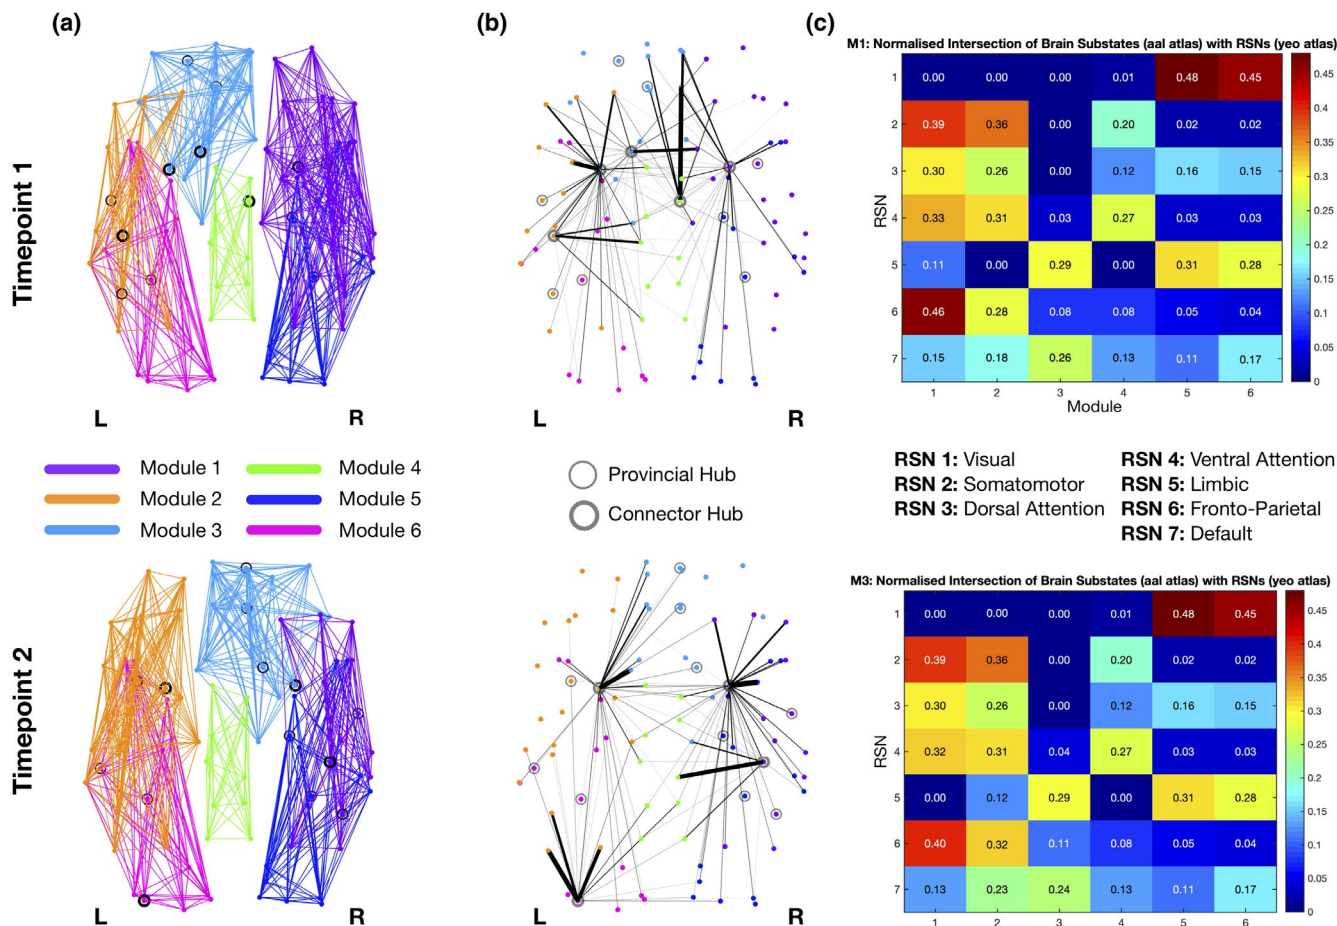 (a)
(b)
(c)
Timepoint 1
L
R
L
R
M1: Normalised Intersection of Brain Substates (aal atlas) with RSNs (yeo atlas)
RSN
1 0.00 0.00 0.00 0.01 0.48 0.45
2 0.39 0.36 0.00 0.20 0.02 0.02
3 0.30 0.26 0.00 0.12 0.16 0.15
4 0.33 0.31 0.03 0.27 0.03 0.03
5 0.11 0.00 0.29 0.00 0.31 0.28
6 0.46 0.28 0.08 0.08 0.05 0.04
7 0.15 0.18 0.26 0.13 0.11 0.17
1 2 3 4 5 6
Module
0.45
0.4
0.35
0.3
0.25
0.2
0.15
0.1
0.05
0
Module 1
Module 2
Module 3
Module 4
Module 5
Module 6
Provincial Hub
Connector Hub
RSN 1: Visual
RSN 2: Somatomotor
RSN 3: Dorsal Attention
RSN 4: Ventral Attention
RSN 5: Limbic
RSN 6: Fronto-Parietal
RSN 7: Default
Timepoint 2
L
R
L
R
M3: Normalised Intersection of Brain Substrates (aal atlas) with RSNs (yeo atlas)
RSN
1 0.00 0.00 0.00 0.01 0.48 0.45
2 0.39 0.36 0.00 0.20 0.02 0.02
3 0.30 0.26 0.00 0.12 0.16 0.15
4 0.32 0.31 0.04 0.27 0.03 0.03
5 0.00 0.12 0.29 0.00 0.31 0.28
6 0.40 0.32 0.11 0.08 0.05 0.04
7 0.13 0.23 0.24 0.13 0.11 0.17
1 2 3 4 5 6
0.45
0.4
0.35
0.3
0.25
0.2
0.15
0.1
0.05
0